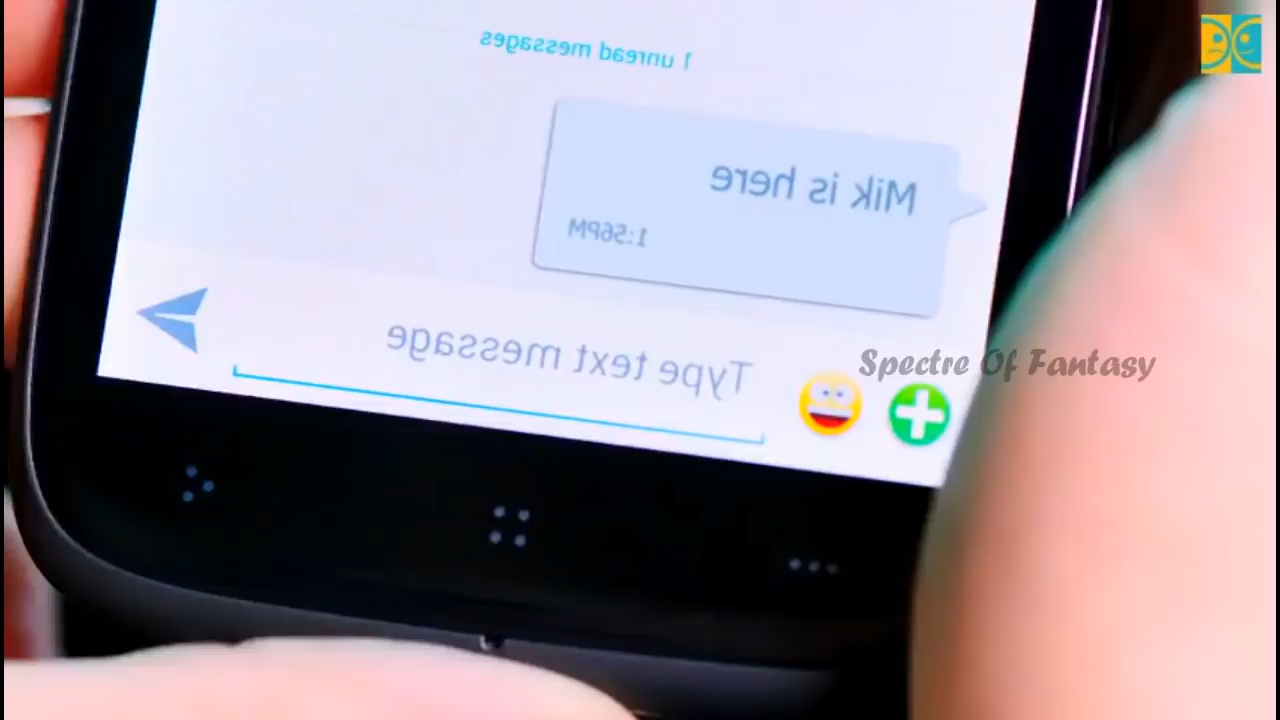 1 unread messages
Mik is here
1:56PM
Type text message
Spectre Of Fantasy